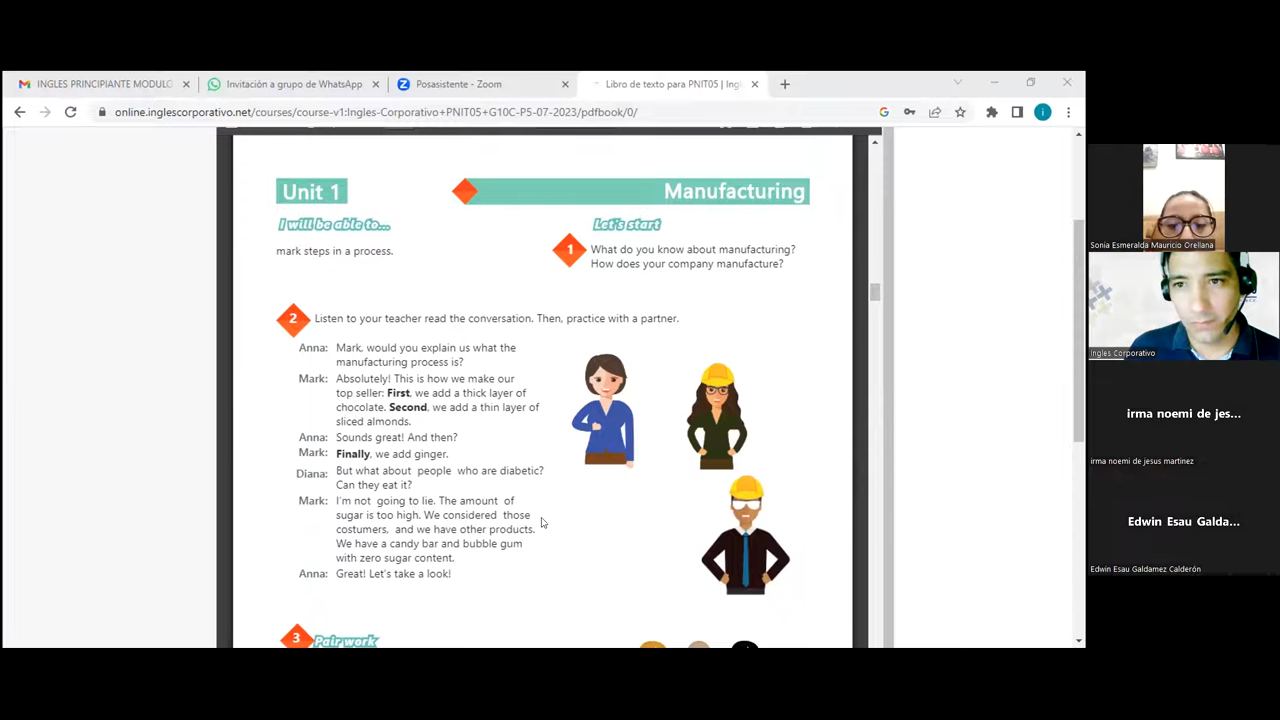 INGLES PRINCIPIANTE MODULO
Invitación a grupo de WhatsApp
Posasistente - Zoom
Libro de texto para PNIT05 | Ingl
online.inglescorporativo.net/courses/course-v1:Ingles-Corporativo+PNIT05+G10C-P5-07-2023/pdfbook/0/
Unit 1
Manufacturing
I will be able to...
mark steps in a process.
Let's start
1
What do you know about manufacturing?
How does your company manufacture?
2
Listen to your teacher read the conversation. Then, practice with a partner.
Anna: Mark, would you explain us what the
manufacturing process is?
Mark: Absolutely! This is how we make our
top seller: First, we add a thick layer of
chocolate. Second, we add a thin layer of
sliced almonds.
Anna: Sounds great! And then?
Mark: Finally, we add ginger.
Diana: But what about people who are diabetic?
Can they eat it?
Mark: I'm not going to lie. The amount of
sugar is too high. We considered those
costumers, and we have other products.
We have a candy bar and bubble gum
with zero sugar content.
Anna: Great! Let's take a look!
3
Pair work
Sonia Esmeralda Mauricio Orellana
Ingles Corporativo
irma noemi de jes...
irma noemi de jesus martinez
Edwin Esau Galda...
Edwin Esau Galdamez Calderón